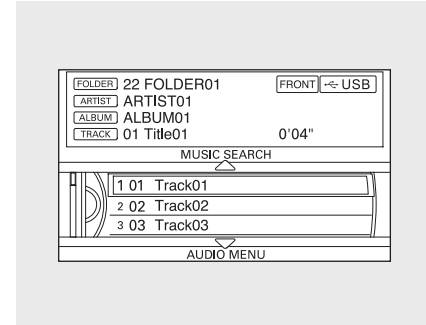 FOLDER 22 FOLDER01 FRONT USB
ARTIST ARTIST01
ALBUM ALBUM01
TRACK 01 Title01 0'04"
MUSIC SEARCH
1 01 Track01
2 02 Track02
3 03 Track03
AUDIO MENU